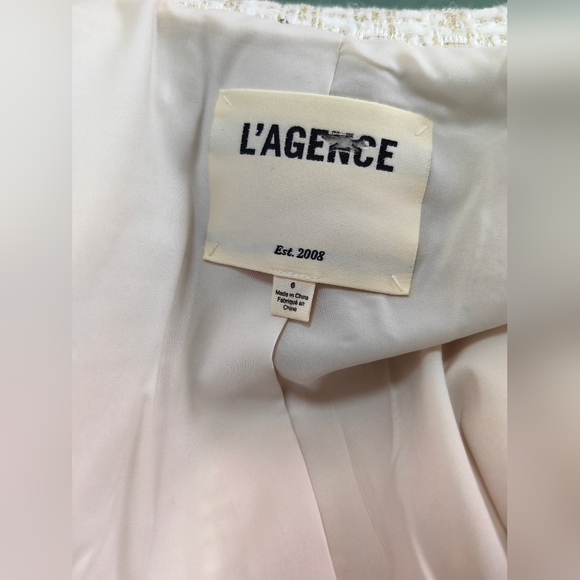 L'AGENCE
Est. 2008
6
Made in China
Fabriqué en
Chine